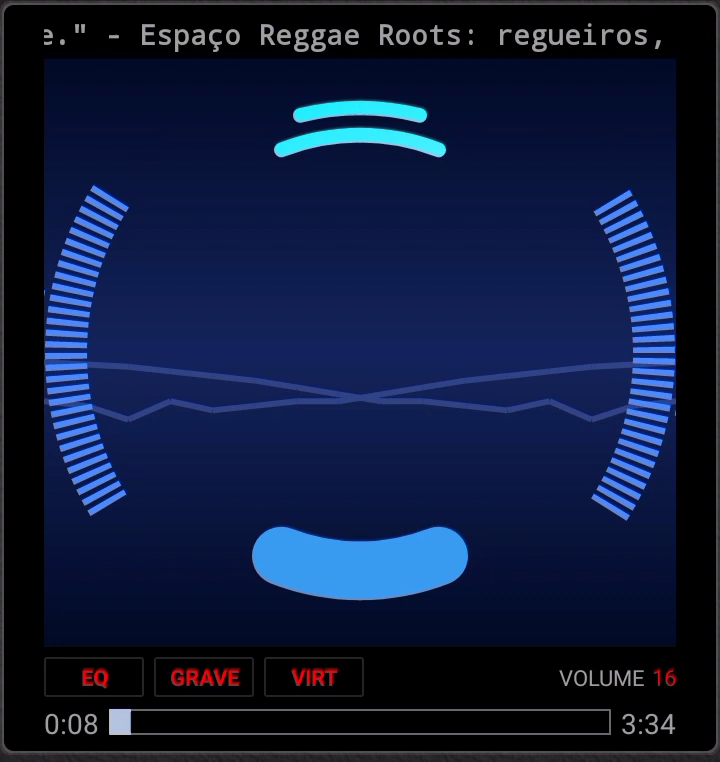 e." - Espaço Reggae Roots: regueiros,
EQ GRAVE VIRT VOLUME 16
0:08 3:34